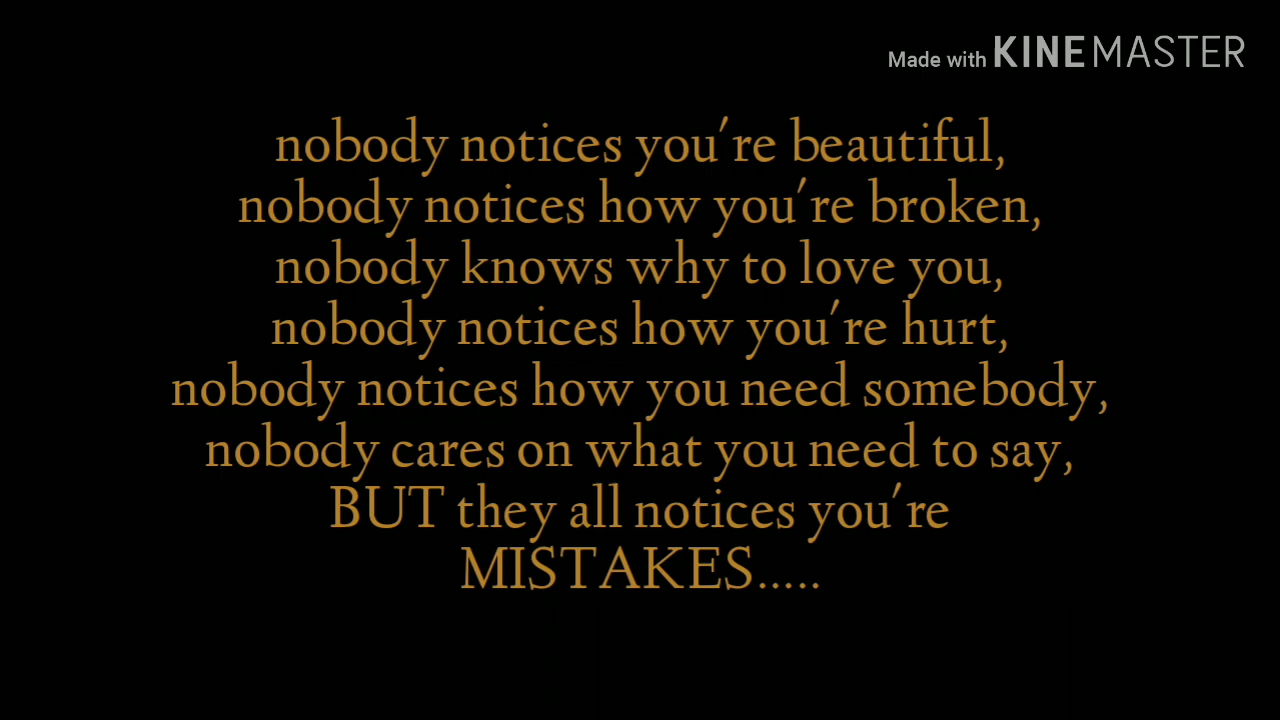 Made with KINEMASTER
nobody notices you're beautiful,
nobody notices how you're broken,
nobody knows why to love you,
nobody notices how you're hurt,
nobody notices how you need somebody,
nobody cares on what you need to say,
BUT they all notices you're
MISTAKES.....